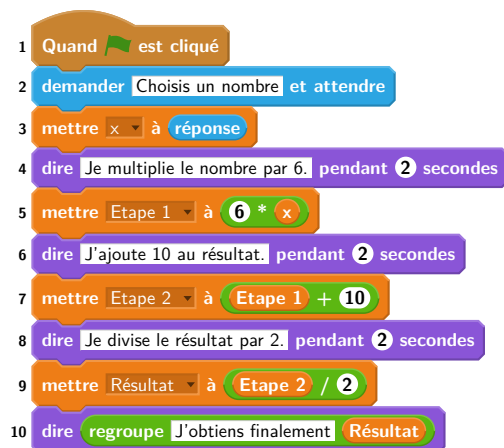 1 Quand est cliqué
2 demander Choisis un nombre et attendre
3 mettre x à réponse
4 dire Je multiplie le nombre par 6. pendant 2 secondes
5 mettre Etape 1 à 6 * x
6 dire J'ajoute 10 au résultat. pendant 2 secondes
7 mettre Etape 2 à Etape 1 + 10
8 dire Je divise le résultat par 2. pendant 2 secondes
9 mettre Résultat à Etape 2 / 2
10 dire regroupe J'obtiens finalement Résultat